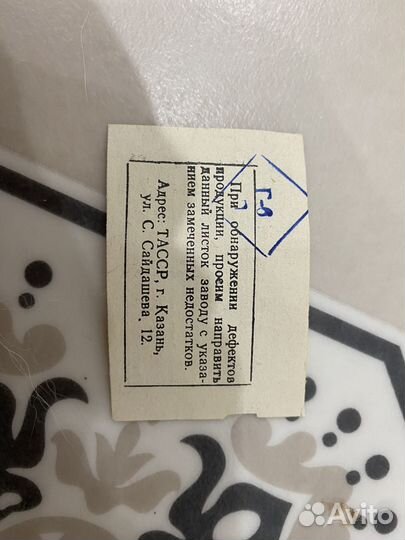 Г-6
7
При обнаружении дефектов
продукции, просим направить
данный листок заводу с указа-
нием замеченных недостатков.
Адрес: ТАССР, г. Казань,
ул. С. Сайдашева, 12.
Avito